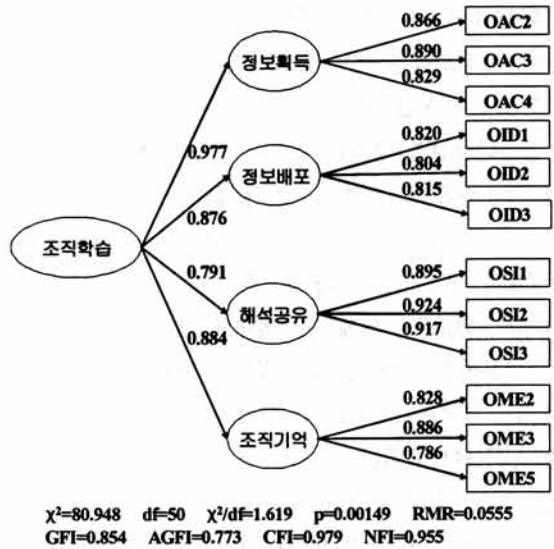 0.866 OAC2
정보획득 0.890 OAC3
0.829 OAC4
0.977
0.820 OID1
정보배포 0.804 OID2
0.815 OID3
0.876
조직학습
0.791
0.895 OSI1
해석공유 0.924 OSI2
0.917 OSI3
0.884
0.828 OME2
조직기억 0.886 OME3
0.786 OME5
χ²=80.948 df=50 χ²/df=1.619 p=0.00149 RMR=0.0555
GFI=0.854 AGFI=0.773 CFI=0.979 NFI=0.955